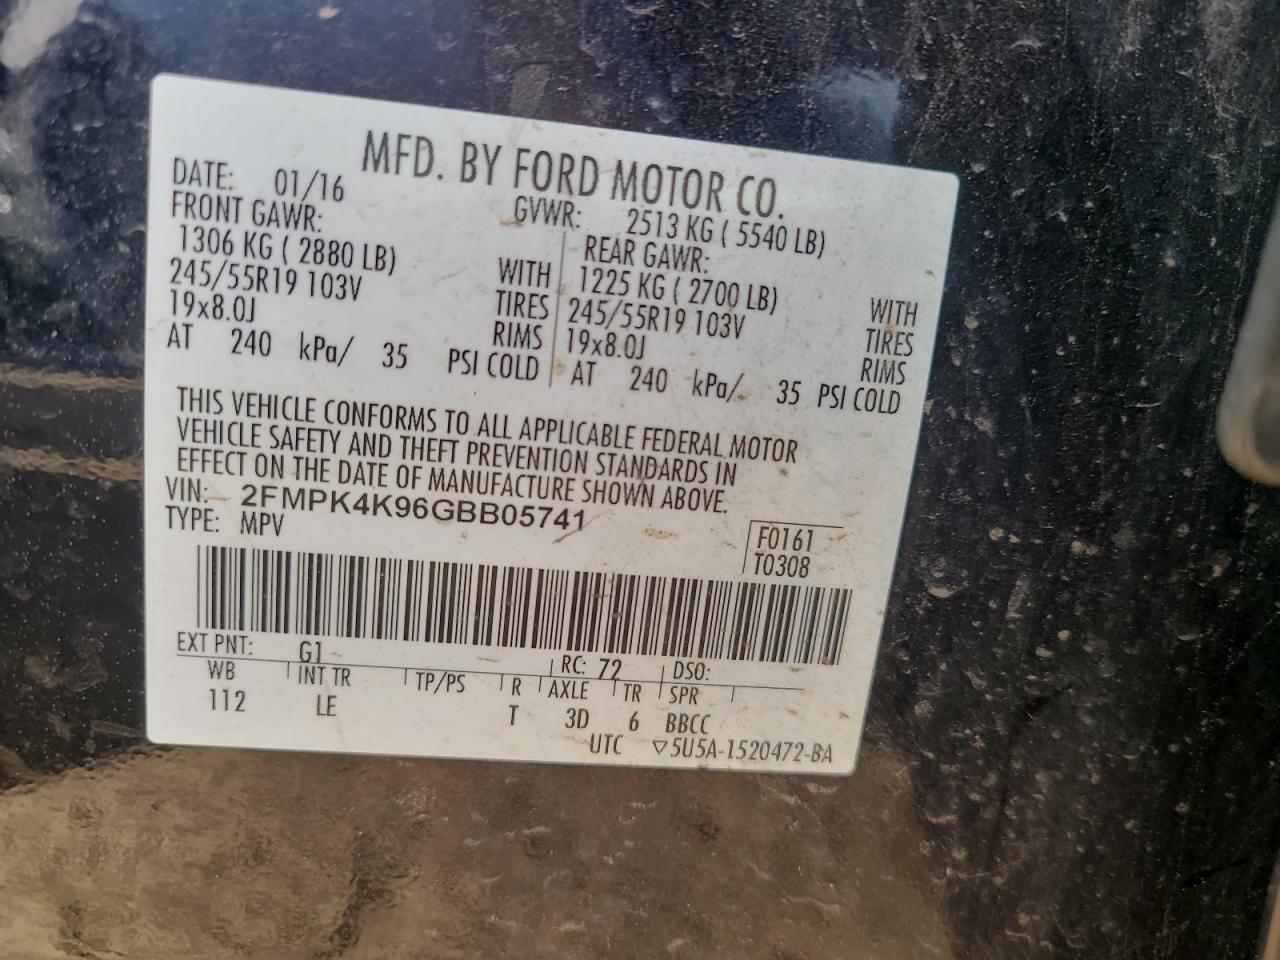 MFD. BY FORD MOTOR CO.
DATE: 01/16 GVWR: 2513 KG ( 5540 LB)
FRONT GAWR: REAR GAWR:
1306 KG ( 2880 LB) WITH 1225 KG ( 2700 LB) WITH
245/55R19 103V TIRES 245/55R19 103V TIRES
19x8.0J RIMS 19x8.0J RIMS
AT 240 kPa/ 35 PSI COLD AT 240 kPa/ 35 PSI COLD
THIS VEHICLE CONFORMS TO ALL APPLICABLE FEDERAL MOTOR
VEHICLE SAFETY AND THEFT PREVENTION STANDARDS IN
EFFECT ON THE DATE OF MANUFACTURE SHOWN ABOVE.
VIN: 2FMPK4K96GBB05741
TYPE: MPV
F0161
T0308
EXT PNT: G1 RC: 72 DSO:
WB INT TR TP/PS R AXLE TR SPR
112 LE T 3D 6 BBCC
UTC ▽5U5A-1520472-BA